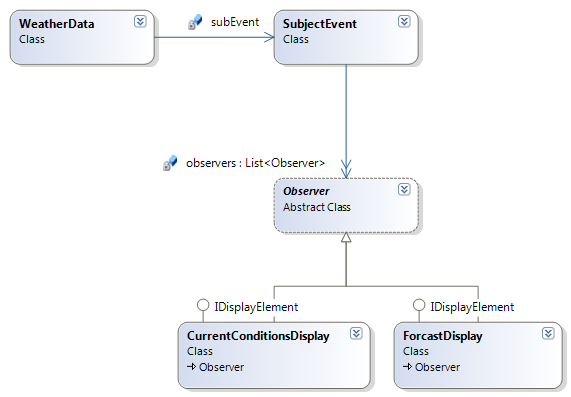 WeatherData
Class
subEvent
SubjectEvent
Class
observers : List<Observer>
Observer
Abstract Class
IDisplayElement
IDisplayElement
CurrentConditionsDisplay
Class
Observer
ForcastDisplay
Class
Observer